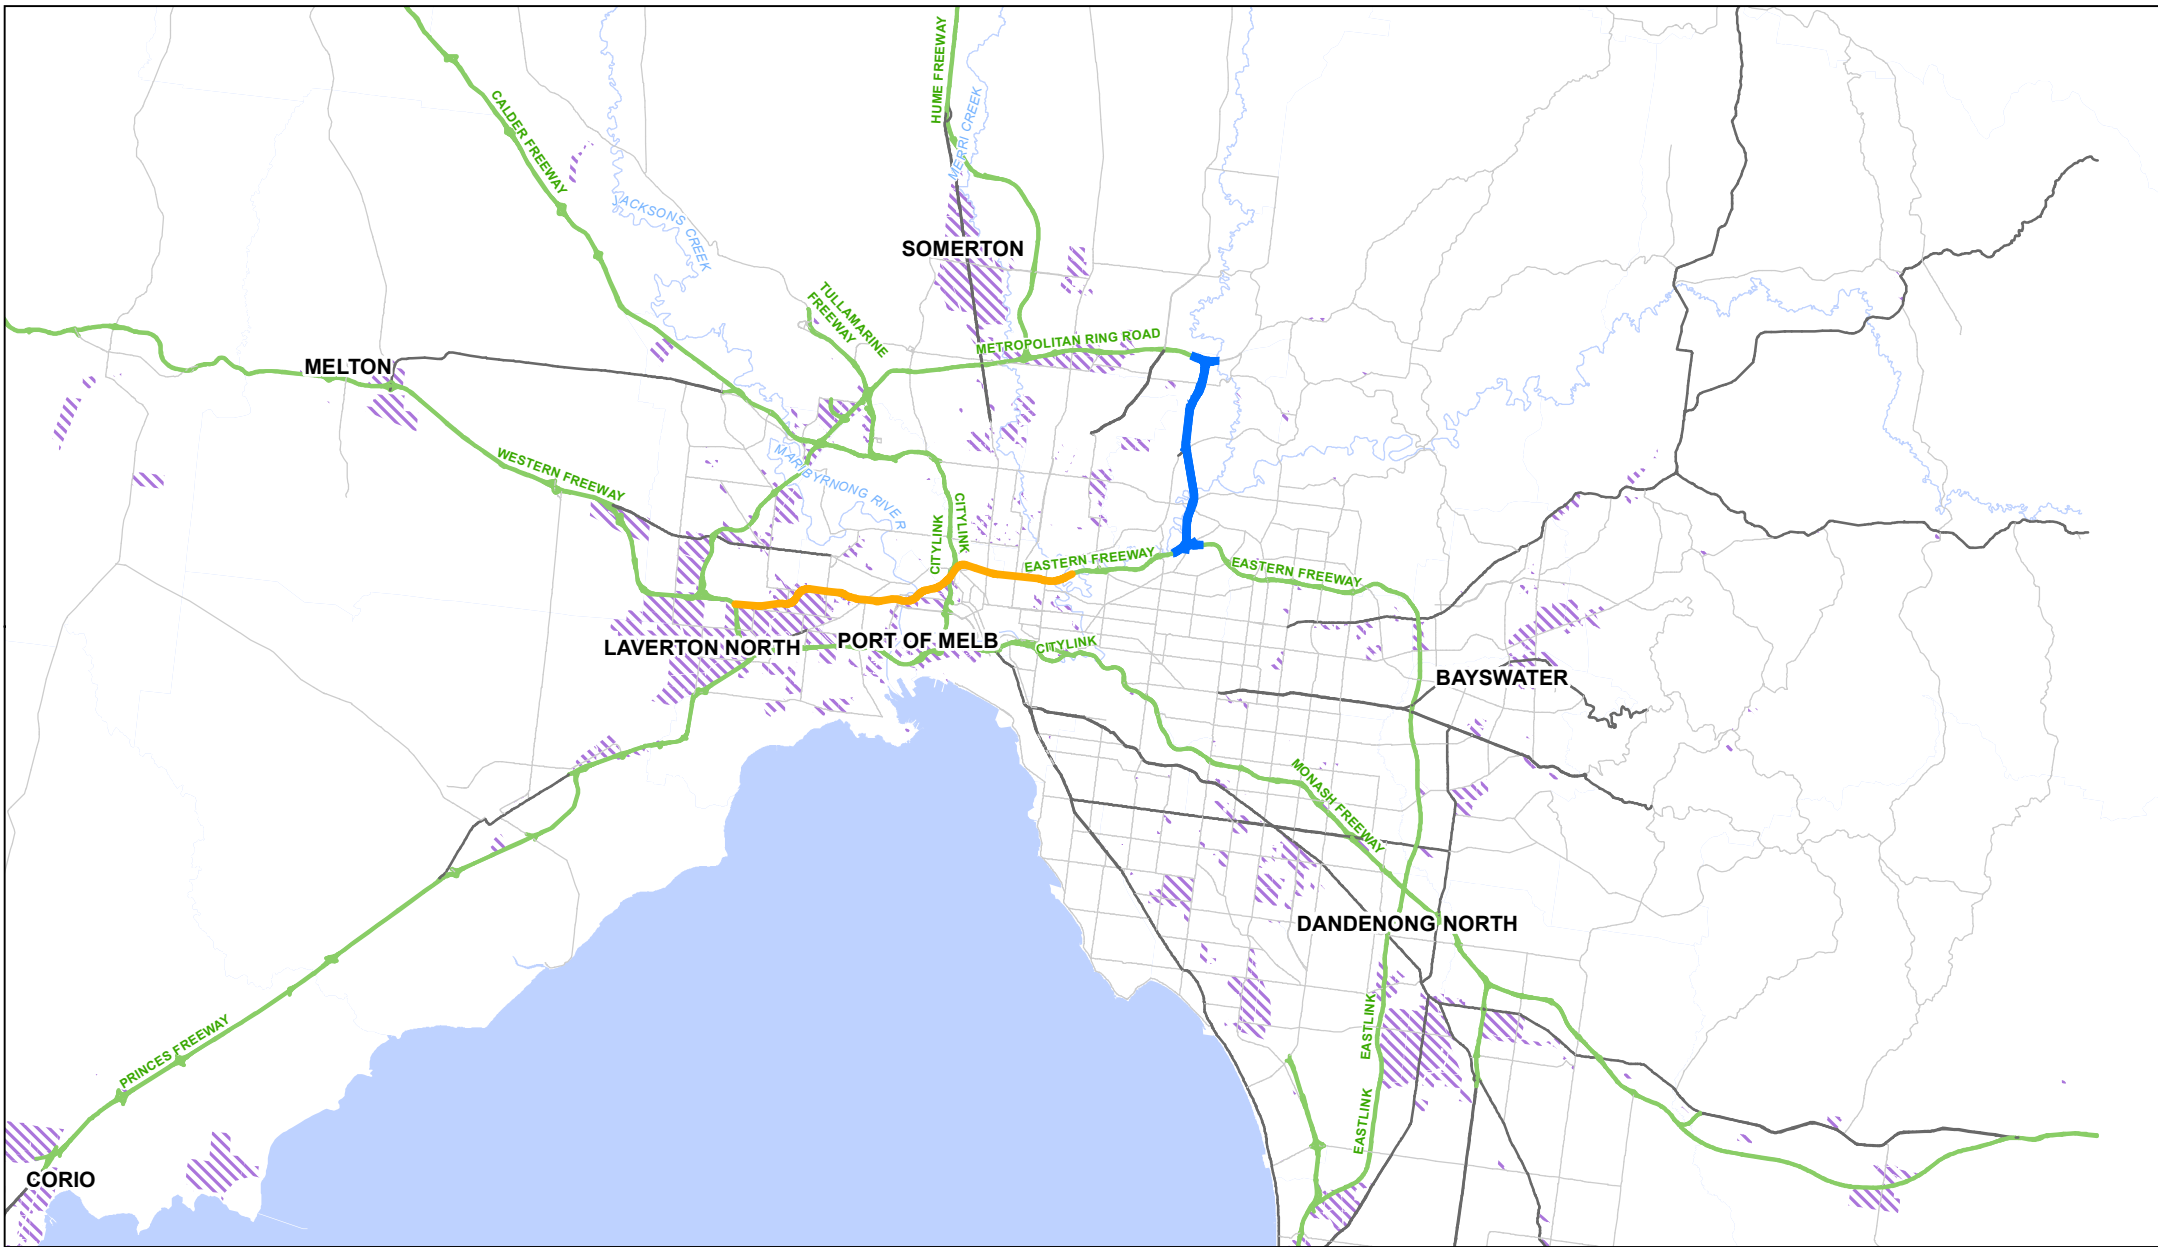 HUME FREEWAY
CALDER FREEWAY
MERRI CREEK
ACKSONS CREEK
SOMERTON
TULLAMARINE
FREEWAY
METROPOLITAN RING ROAD
MELTON
WESTERN FREEWAY
MARIBYRNONG RIVER
CITYLINK
CITYLINK
EASTERN FREEWAY
EASTERN FREEWAY
LAVERTON NORTH
PORT OF MELB
CITYLINK
BAYSWATER
MONASH FREEWAY
DANDENONG NORTH
EASTLINK
PRINCES FREEWAY
EASTLINK
CORIO